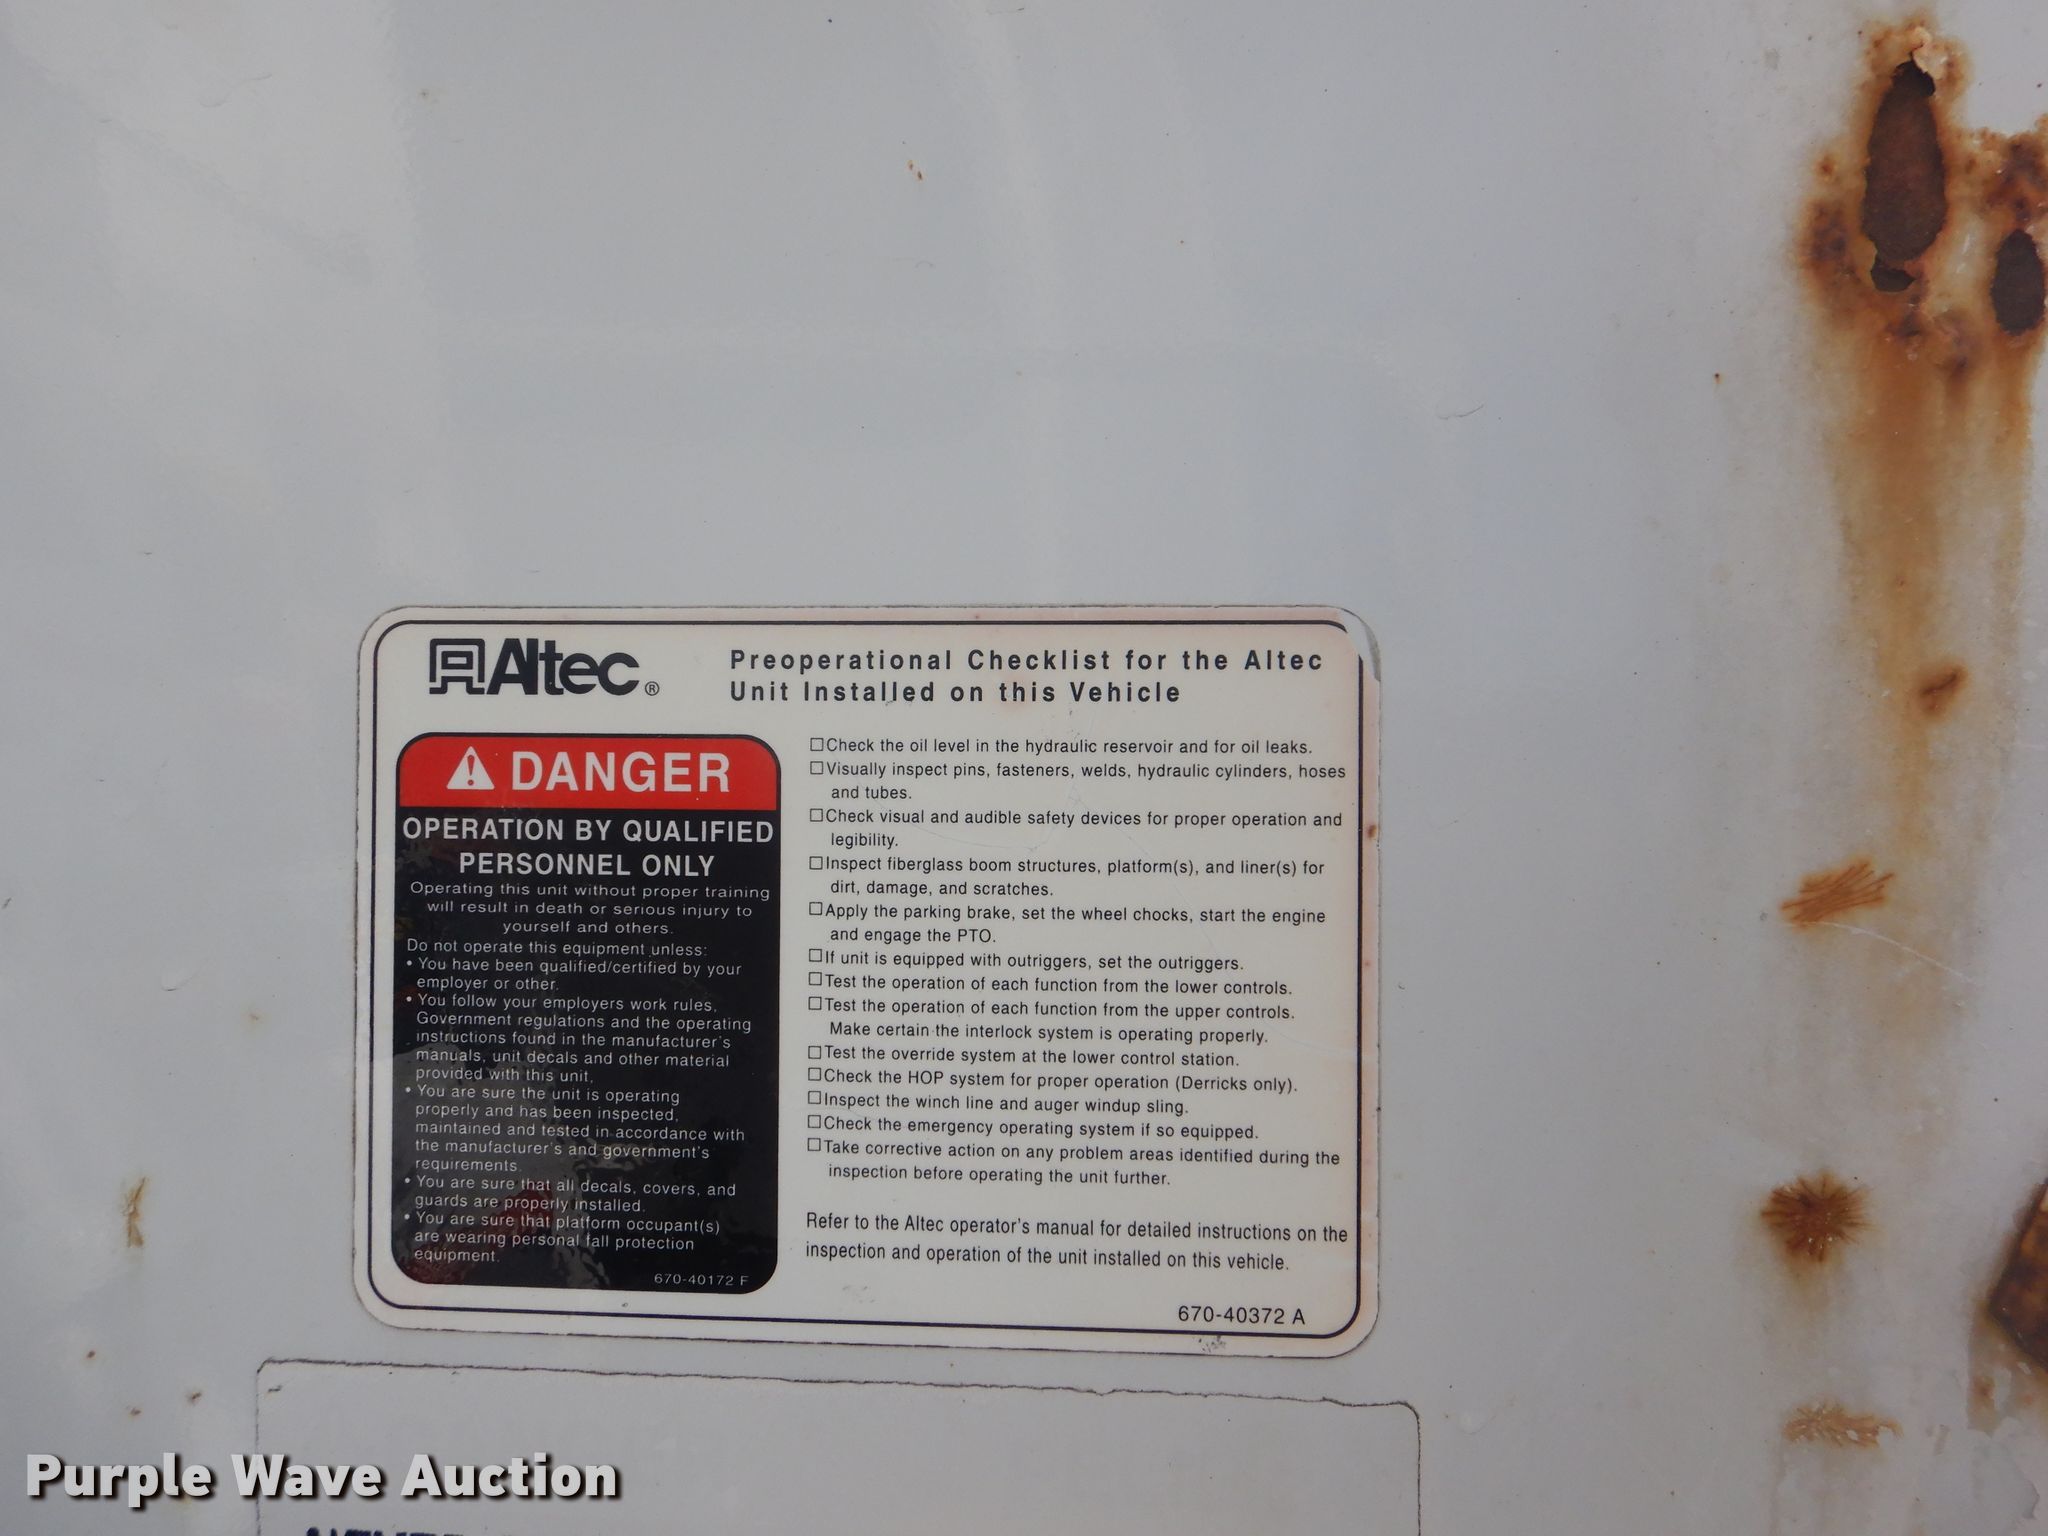 Altec®
Preoperational Checklist for the Altec
Unit Installed on this Vehicle
DANGER
OPERATION BY QUALIFIED
PERSONNEL ONLY
Operating this unit without proper training
will result in death or serious injury to
yourself and others.
Do not operate this equipment unless:
• You have been qualified/certified by your
employer or other.
• You follow your employers work rules,
Government regulations and the operating
instructions found in the manufacturer's
manuals, unit decals and other material
provided with this unit.
• You are sure the unit is operating
properly and has been inspected,
maintained and tested in accordance with
the manufacturer's and government's
requirements.
• You are sure that all decals, covers, and
guards are properly installed.
• You are sure that platform occupant(s)
are wearing personal fall protection
equipment.
670-40172 F
☐Check the oil level in the hydraulic reservoir and for oil leaks.
☐Visually inspect pins, fasteners, welds, hydraulic cylinders, hoses
and tubes.
☐Check visual and audible safety devices for proper operation and
legibility.
☐Inspect fiberglass boom structures, platform(s), and liner(s) for
dirt, damage, and scratches.
☐Apply the parking brake, set the wheel chocks, start the engine
and engage the PTO.
☐If unit is equipped with outriggers, set the outriggers.
☐Test the operation of each function from the lower controls.
☐Test the operation of each function from the upper controls.
Make certain the interlock system is operating properly.
☐Test the override system at the lower control station.
☐Check the HOP system for proper operation (Derricks only).
☐Inspect the winch line and auger windup sling.
☐Check the emergency operating system if so equipped.
☐Take corrective action on any problem areas identified during the
inspection before operating the unit further.
Refer to the Altec operator's manual for detailed instructions on the
inspection and operation of the unit installed on this vehicle.
670-40372 A
Purple Wave Auction